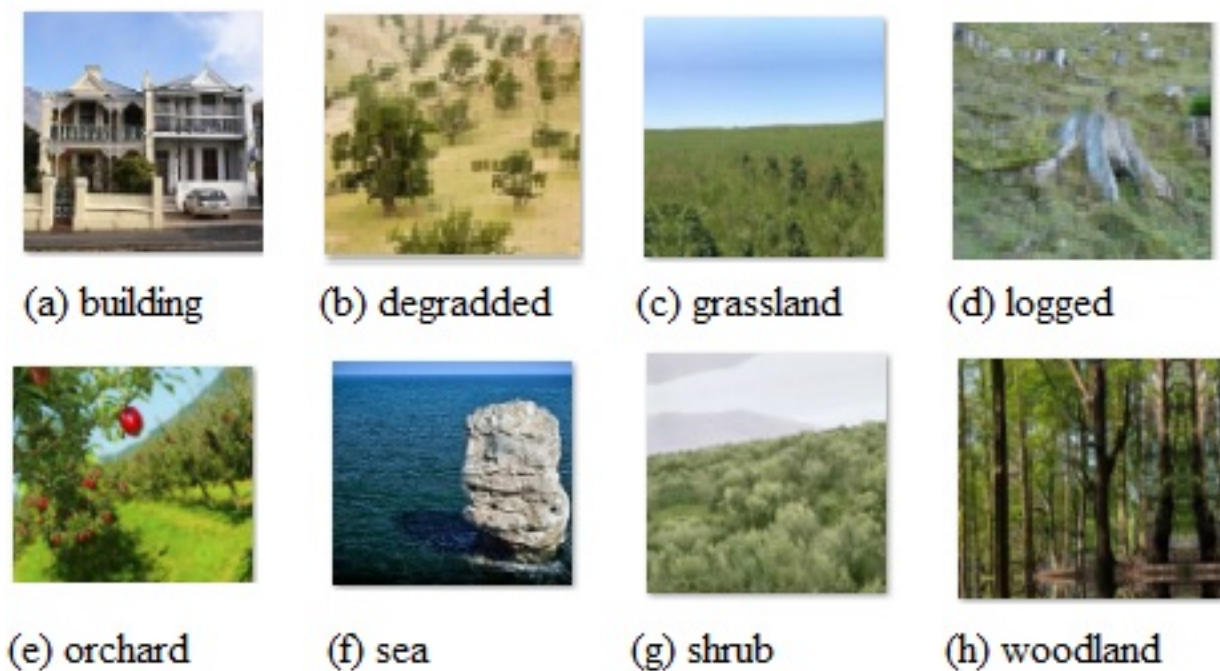 (a) building (b) degradded (c) grassland (d) logged
(e) orchard (f) sea (g) shrub (h) woodland